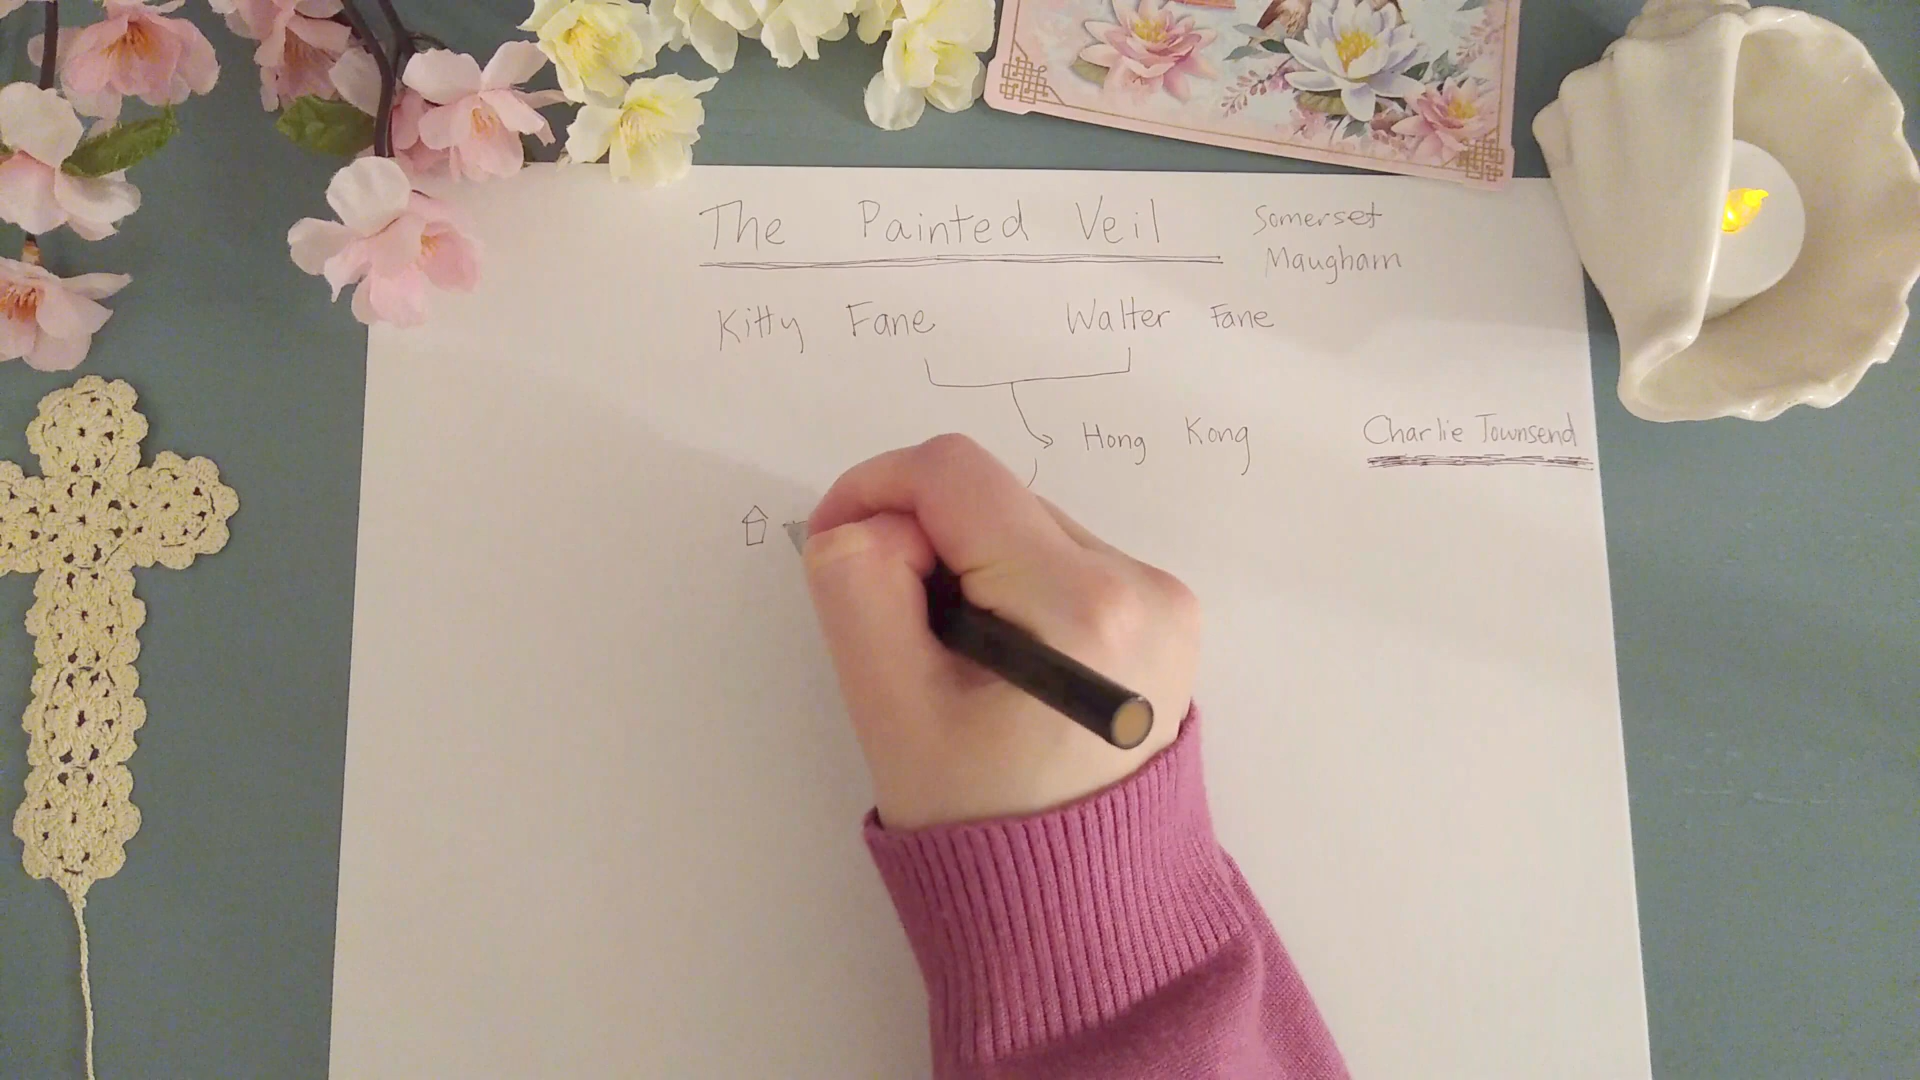 The Painted Veil
Somerset
Maugham
Kitty Fane
Walter Fane
Hong Kong
Charlie Townsend